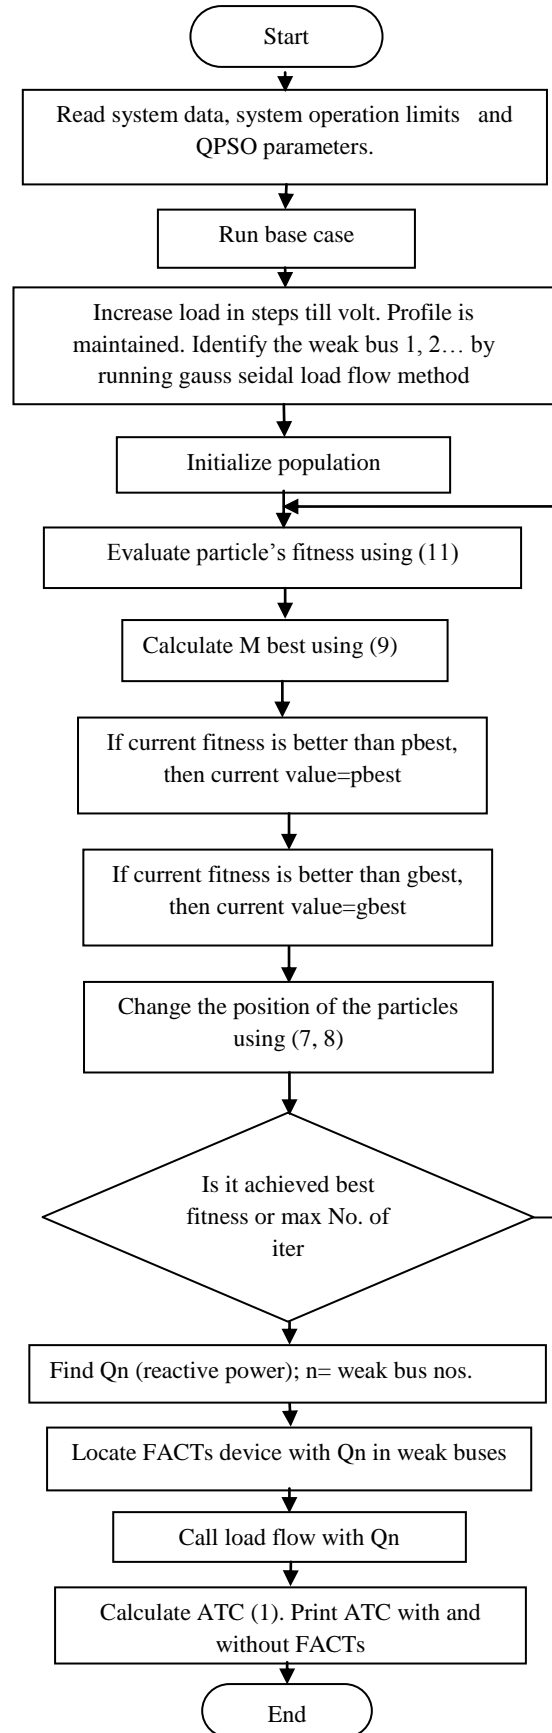 Start
Read system data, system operation limits and
QPSO parameters.
Run base case
Increase load in steps till volt. Profile is
maintained. Identify the weak bus 1, 2… by
running gauss seidal load flow method
Initialize population
Evaluate particle’s fitness using (11)
Calculate M best using (9)
If current fitness is better than pbest,
then current value=pbest
If current fitness is better than gbest,
then current value=gbest
Change the position of the particles
using (7, 8)
Is it achieved best
fitness or max No. of
iter
Find Qn (reactive power); n= weak bus nos.
Locate FACTs device with Qn in weak buses
Call load flow with Qn
Calculate ATC (1). Print ATC with and
without FACTs
End